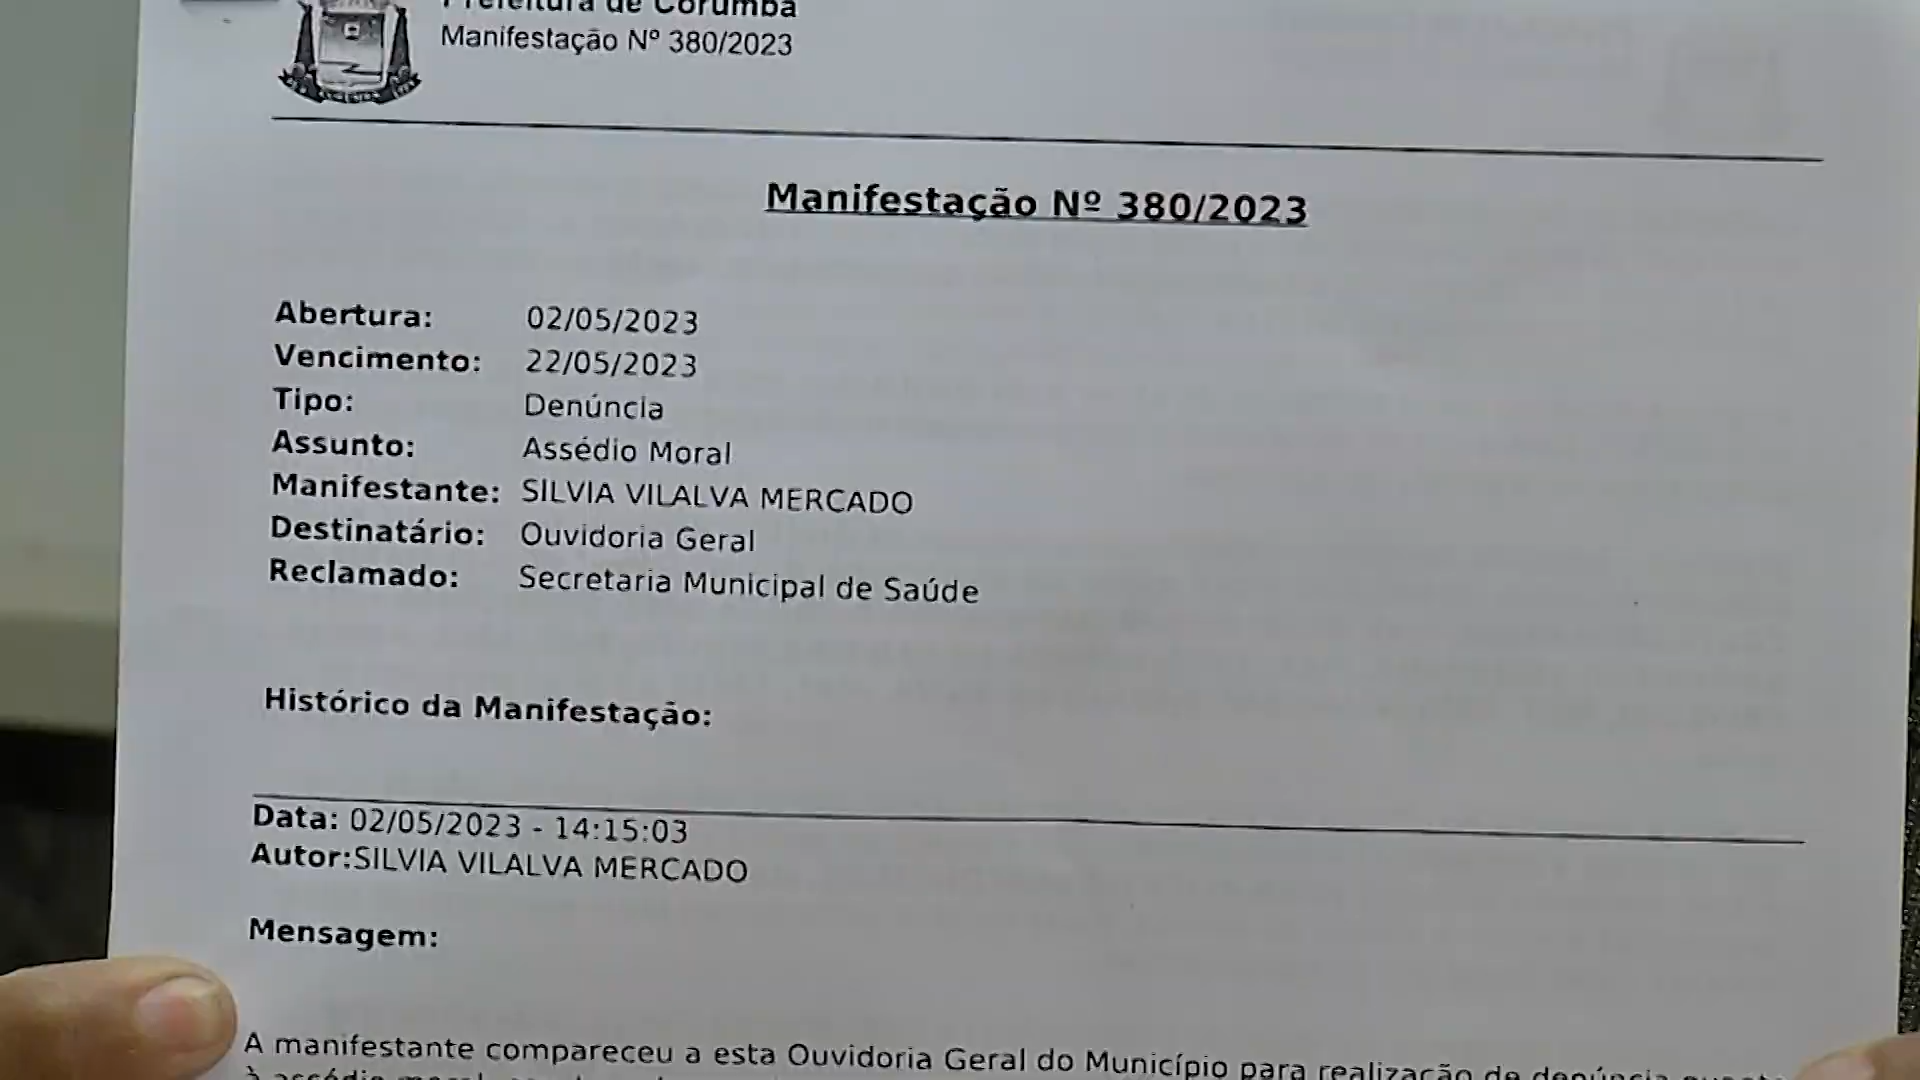 Prefeitura de Corumbá
Manifestação Nº 380/2023
Manifestação Nº 380/2023
Abertura: 02/05/2023
Vencimento: 22/05/2023
Tipo: Denúncia
Assunto: Assédio Moral
Manifestante: SILVIA VILALVA MERCADO
Destinatário: Ouvidoria Geral
Reclamado: Secretaria Municipal de Saúde
Histórico da Manifestação:
Data: 02/05/2023 - 14:15:03
Autor:SILVIA VILALVA MERCADO
Mensagem:
A manifestante compareceu a esta Ouvidoria Geral do Município para realização de denúncia
à assédio moral